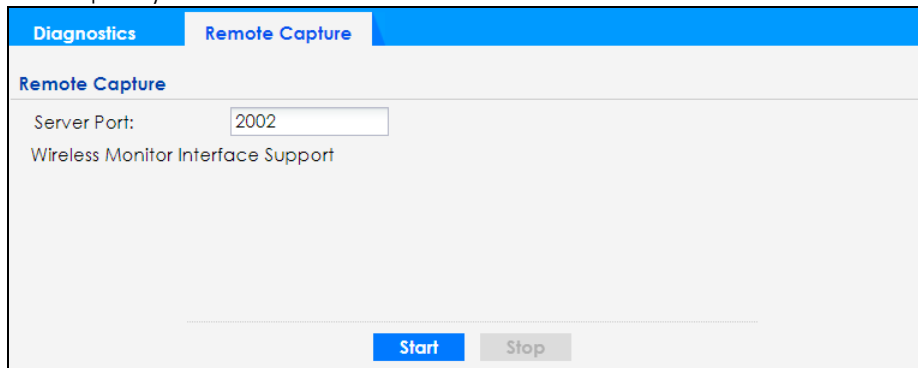 Diagnostics Remote Capture
Remote Capture
Server Port: 2002
Wireless Monitor Interface Support
Start Stop